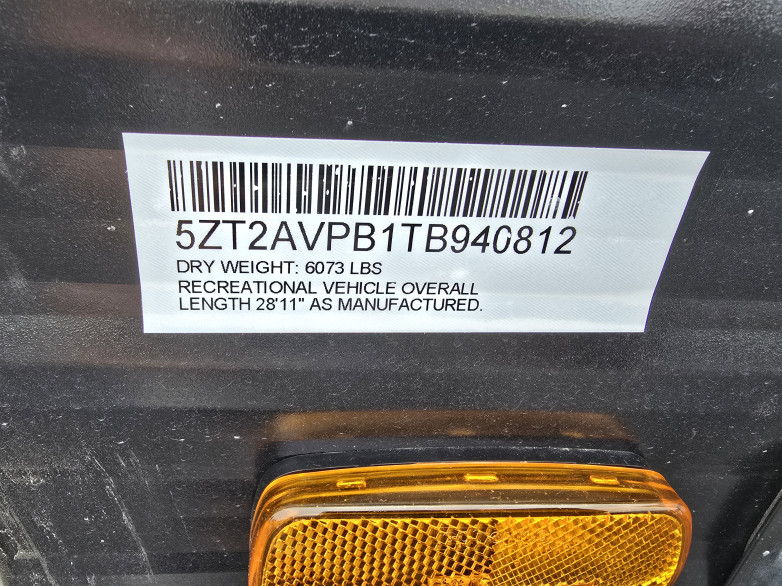 5ZT2AVPB1TB940812
DRY WEIGHT: 6073 LBS
RECREATIONAL VEHICLE OVERALL
LENGTH 28'11" AS MANUFACTURED.